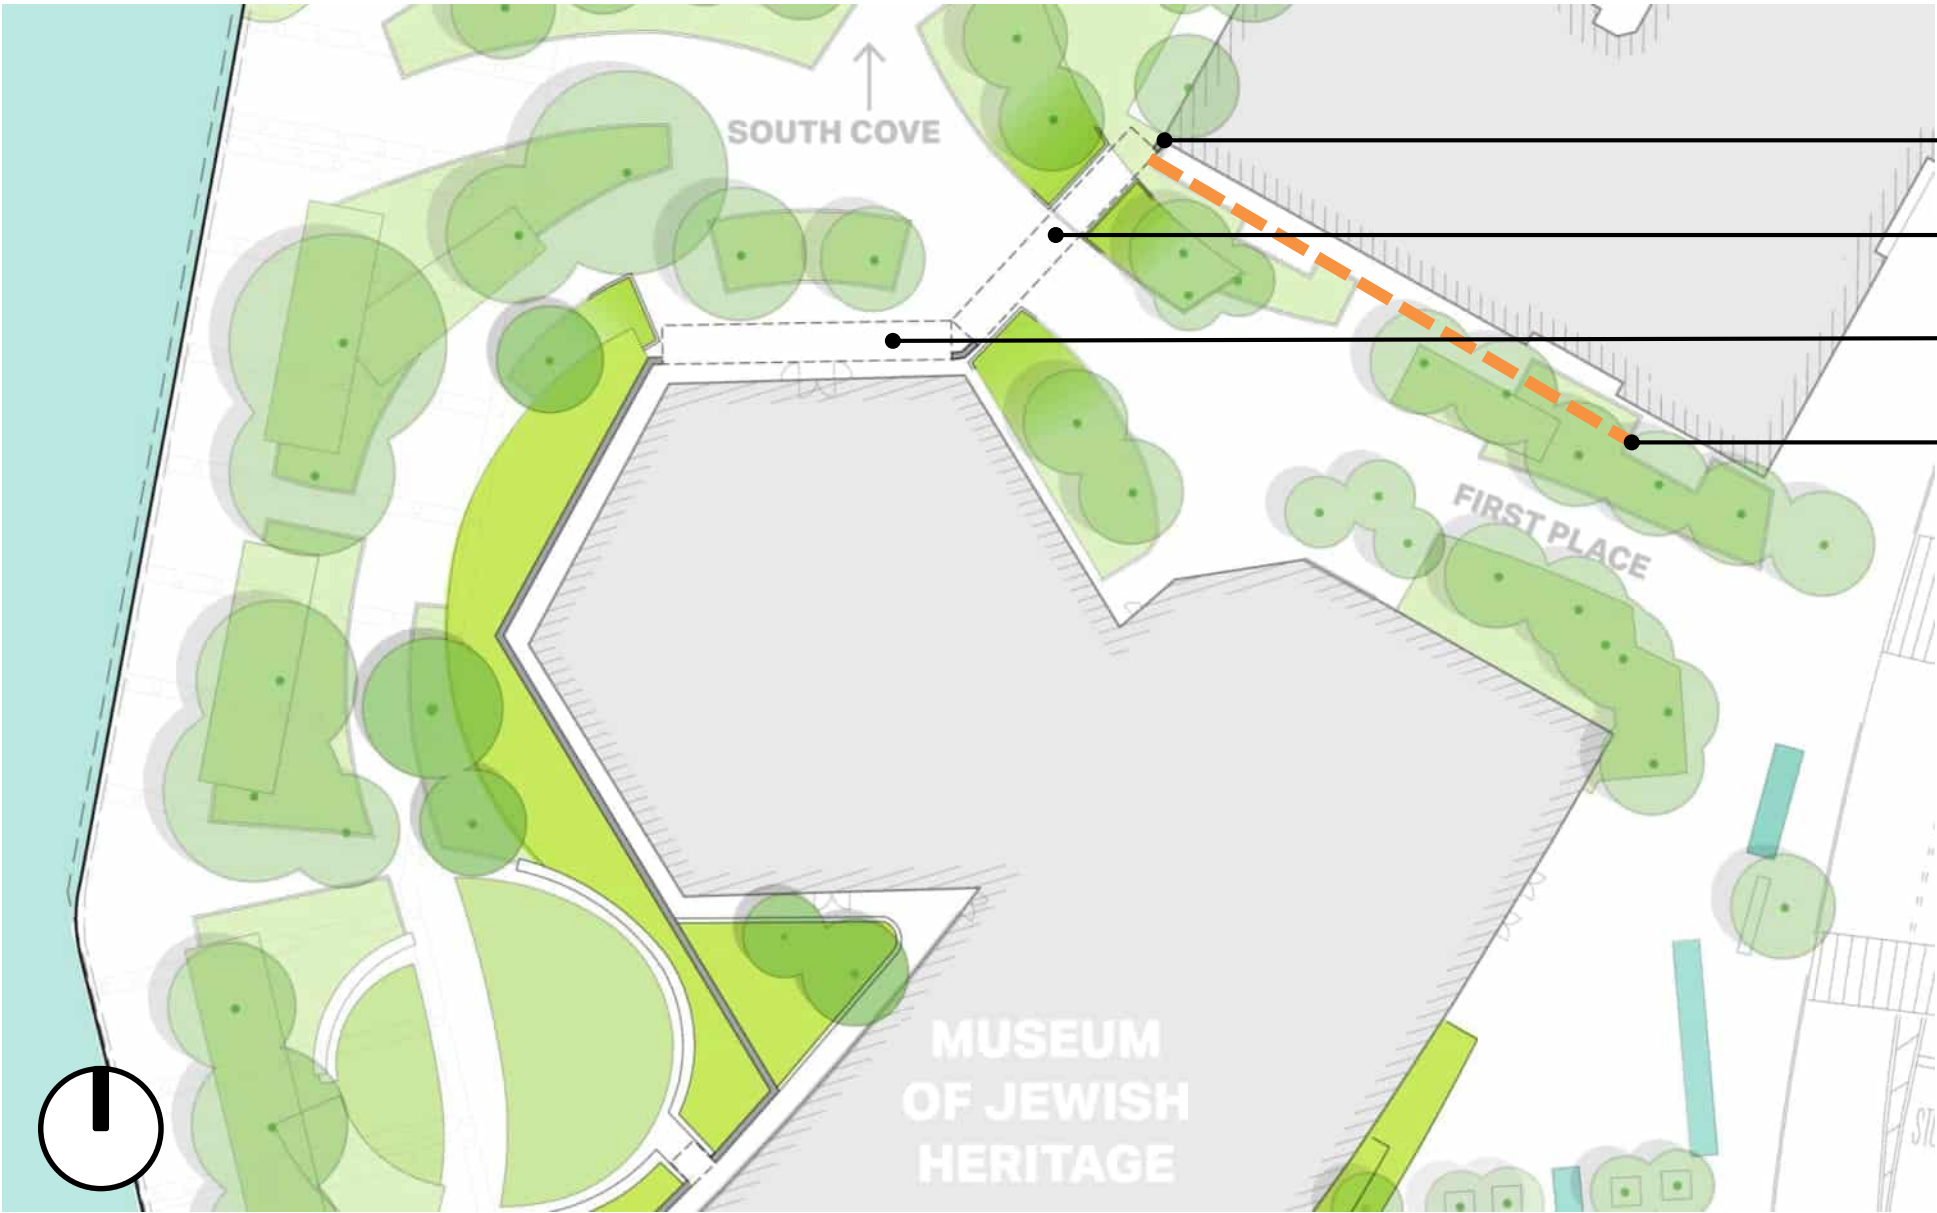 SOUTH COVE
FIRST PLACE
MUSEUM
OF JEWISH
HERITAGE